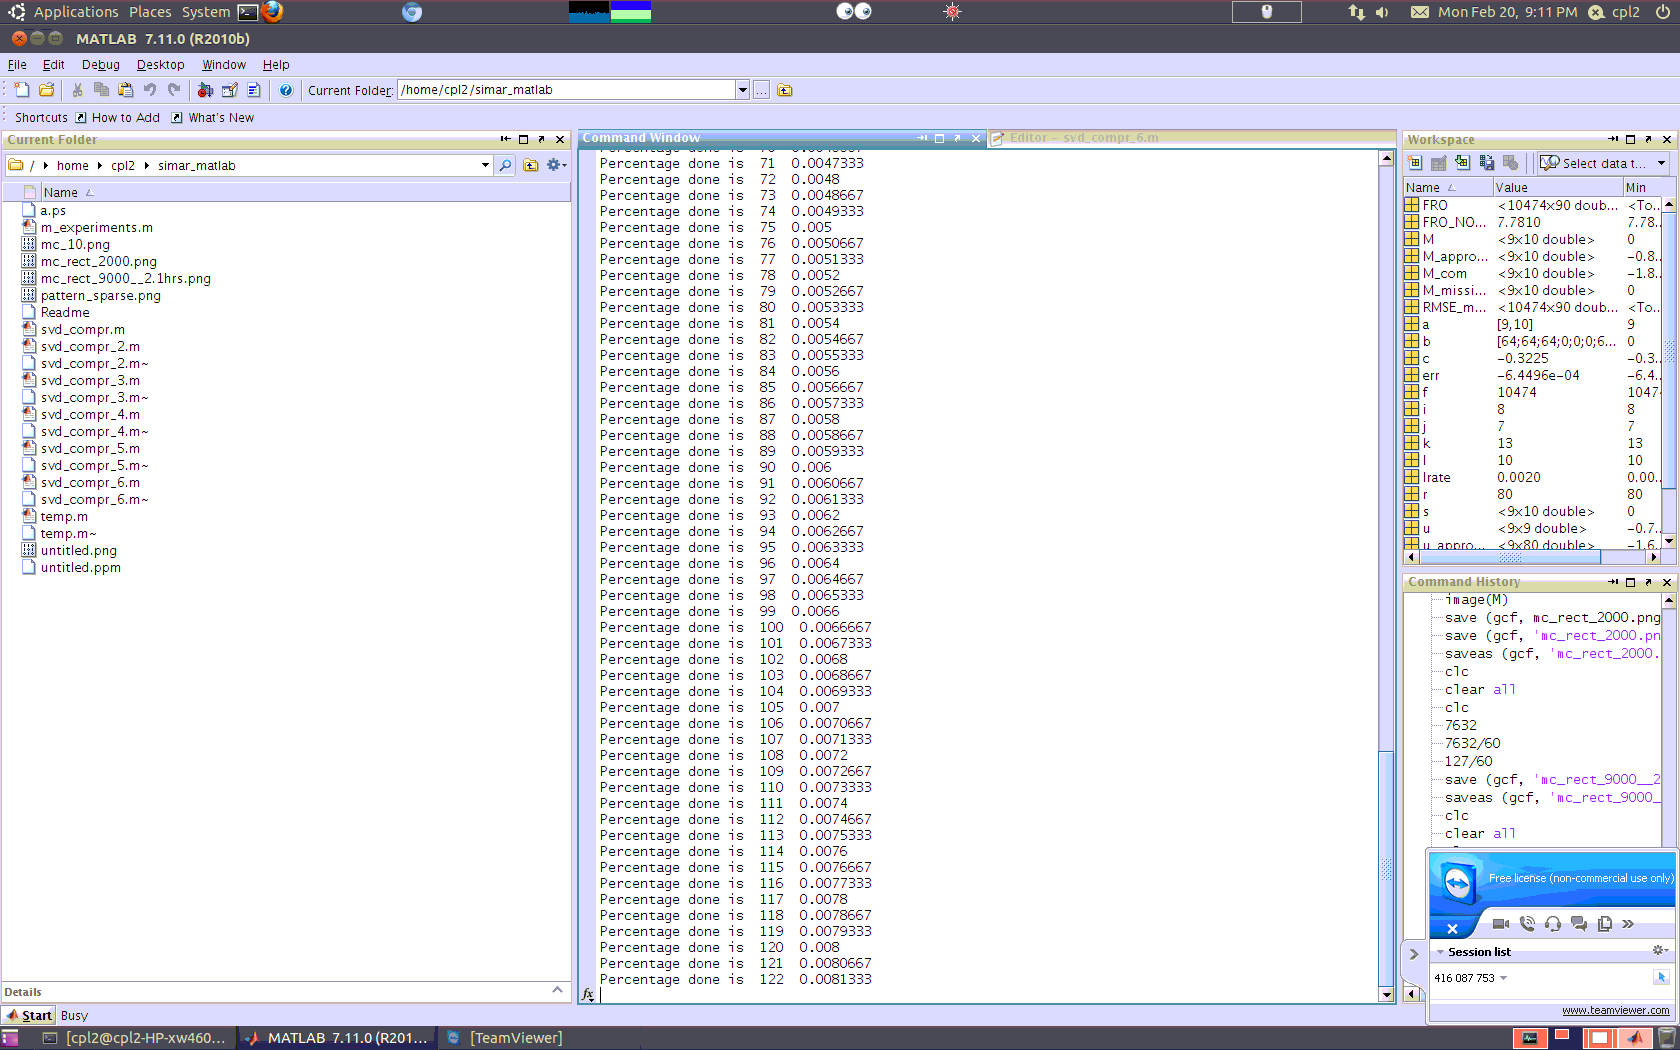 Applications Places System
Mon Feb 20, 9:11 PM cpl2
MATLAB 7.11.0 (R2010b)
File Edit Debug Desktop Window Help
Current Folder: /home/cpl2/simar_matlab
Shortcuts How to Add What's New
Current Folder
/ home cpl2 simar_matlab
Name
a.ps
m_experiments.m
mc_10.png
mc_rect_2000.png
mc_rect_9000__2.1hrs.png
pattern_sparse.png
Readme
svd_compr.m
svd_compr_2.m
svd_compr_2.m~
svd_compr_3.m
svd_compr_3.m~
svd_compr_4.m
svd_compr_4.m~
svd_compr_5.m
svd_compr_5.m~
svd_compr_6.m
svd_compr_6.m~
temp.m
temp.m~
untitled.png
untitled.ppm
Details
Command Window
Editor - svd_compr_6.m
Percentage done is 71 0.0047333
Percentage done is 72 0.0048
Percentage done is 73 0.0048667
Percentage done is 74 0.0049333
Percentage done is 75 0.005
Percentage done is 76 0.0050667
Percentage done is 77 0.0051333
Percentage done is 78 0.0052
Percentage done is 79 0.0052667
Percentage done is 80 0.0053333
Percentage done is 81 0.0054
Percentage done is 82 0.0054667
Percentage done is 83 0.0055333
Percentage done is 84 0.0056
Percentage done is 85 0.0056667
Percentage done is 86 0.0057333
Percentage done is 87 0.0058
Percentage done is 88 0.0058667
Percentage done is 89 0.0059333
Percentage done is 90 0.006
Percentage done is 91 0.0060667
Percentage done is 92 0.0061333
Percentage done is 93 0.0062
Percentage done is 94 0.0062667
Percentage done is 95 0.0063333
Percentage done is 96 0.0064
Percentage done is 97 0.0064667
Percentage done is 98 0.0065333
Percentage done is 99 0.0066
Percentage done is 100 0.0066667
Percentage done is 101 0.0067333
Percentage done is 102 0.0068
Percentage done is 103 0.0068667
Percentage done is 104 0.0069333
Percentage done is 105 0.007
Percentage done is 106 0.0070667
Percentage done is 107 0.0071333
Percentage done is 108 0.0072
Percentage done is 109 0.0072667
Percentage done is 110 0.0073333
Percentage done is 111 0.0074
Percentage done is 112 0.0074667
Percentage done is 113 0.0075333
Percentage done is 114 0.0076
Percentage done is 115 0.0076667
Percentage done is 116 0.0077333
Percentage done is 117 0.0078
Percentage done is 118 0.0078667
Percentage done is 119 0.0079333
Percentage done is 120 0.008
Percentage done is 121 0.0080667
Percentage done is 122 0.0081333
fx
Workspace
Select data t...
Name Value Min
FRO <10474x90 doub... <To...
FRO_NO... 7.7810 7.78...
M <9x10 double> 0
M_appro... <9x10 double> -0.8...
M_com <9x10 double> -1.8...
M_missi... <9x10 double> 0
RMSE_m... <10474x90 doub... <To...
a [9,10] 9
b [64;64;64;0;0;0;6... 0
c -0.3225 -0.3...
err -6.4496e-04 -6.4...
f 10474 1047
i 8 8
j 7 7
k 13 13
l 10 10
lrate 0.0020 0.00...
r 80 80
s <9x10 double> 0
u <9x9 double> -0.7...
u_appro... <9x80 double> -1.6...
Command History
image(M)
save (gcf, mc_rect_2000.png
save (gcf, 'mc_rect_2000.pn
saveas (gcf, 'mc_rect_2000.
clc
clear all
clc
7632
7632/60
127/60
save (gcf, 'mc_rect_9000__2
saveas (gcf, 'mc_rect_9000_
clc
clear all
Free license (non-commercial use only)
Session list
416 087 753
www.teamviewer.com
Start Busy
[cpl2@cpl2-HP-xw460... MATLAB 7.11.0 (R201... [TeamViewer]